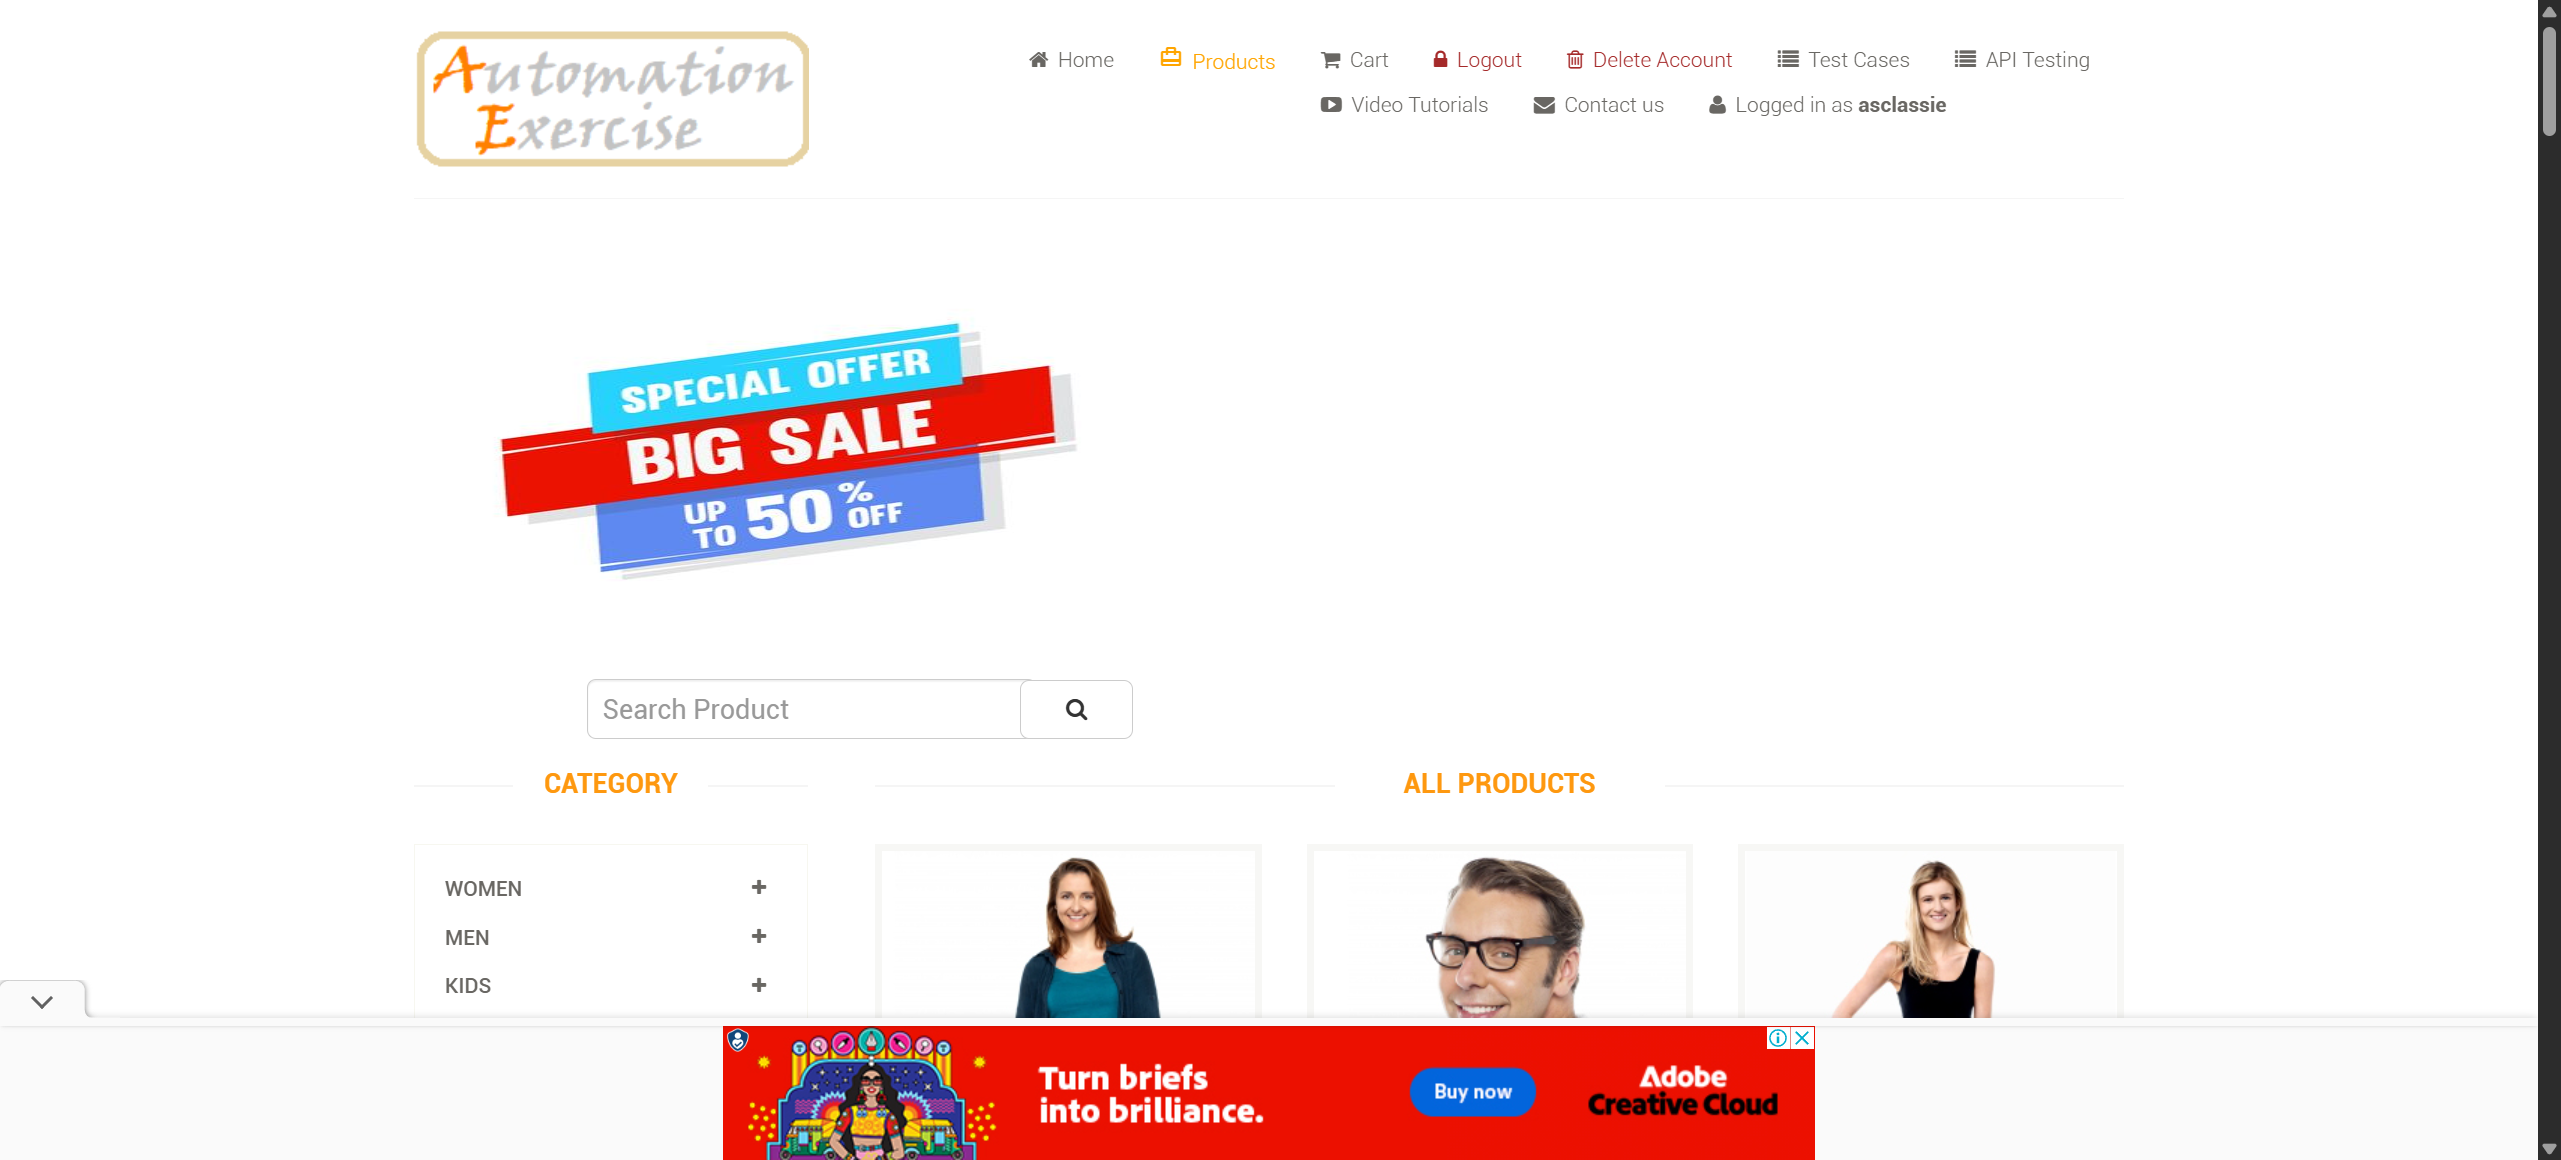 Automation
Exercise
Home
Products
Cart
Logout
Delete Account
Test Cases
API Testing
Video Tutorials
Contact us
Logged in as asclassie
SPECIAL OFFER
BIG SALE
UP TO 50% OFF
Search Product
CATEGORY
WOMEN
MEN
KIDS
ALL PRODUCTS
Turn briefs
into brilliance.
Buy now
Adobe
Creative Cloud